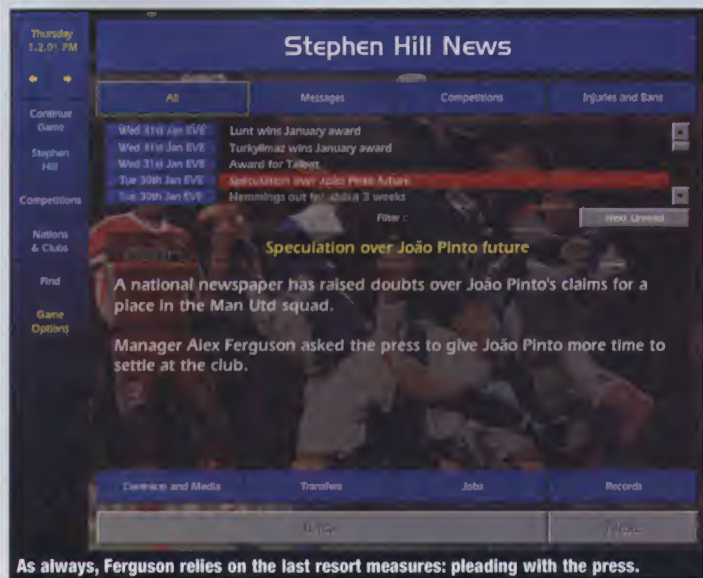 Thursday
1.2.01 PM
Stephen Hill News
All
Messages
Competitions
Injuries and Bans
Continue
Game
Stephen
Hill
Competitions
Nations
& Clubs
Find
Game
Options
Wed 31st Jan EVE Lunt wins January award
Wed 31st Jan EVE Turkyilmaz wins January award
Wed 31st Jan EVE Award for Talent
Tue 30th Jan EVE Speculation over João Pinto future
Tue 30th Jan EVE Hemmings out for about 3 weeks
Filter :
Next Unread
Speculation over João Pinto future
A national newspaper has raised doubts over João Pinto's claims for a
place in the Man Utd squad.
Manager Alex Ferguson asked the press to give João Pinto more time to
settle at the club.
and Media
Transfers
Jobs
Records
As always, Ferguson relies on the last resort measures: pleading with the press.